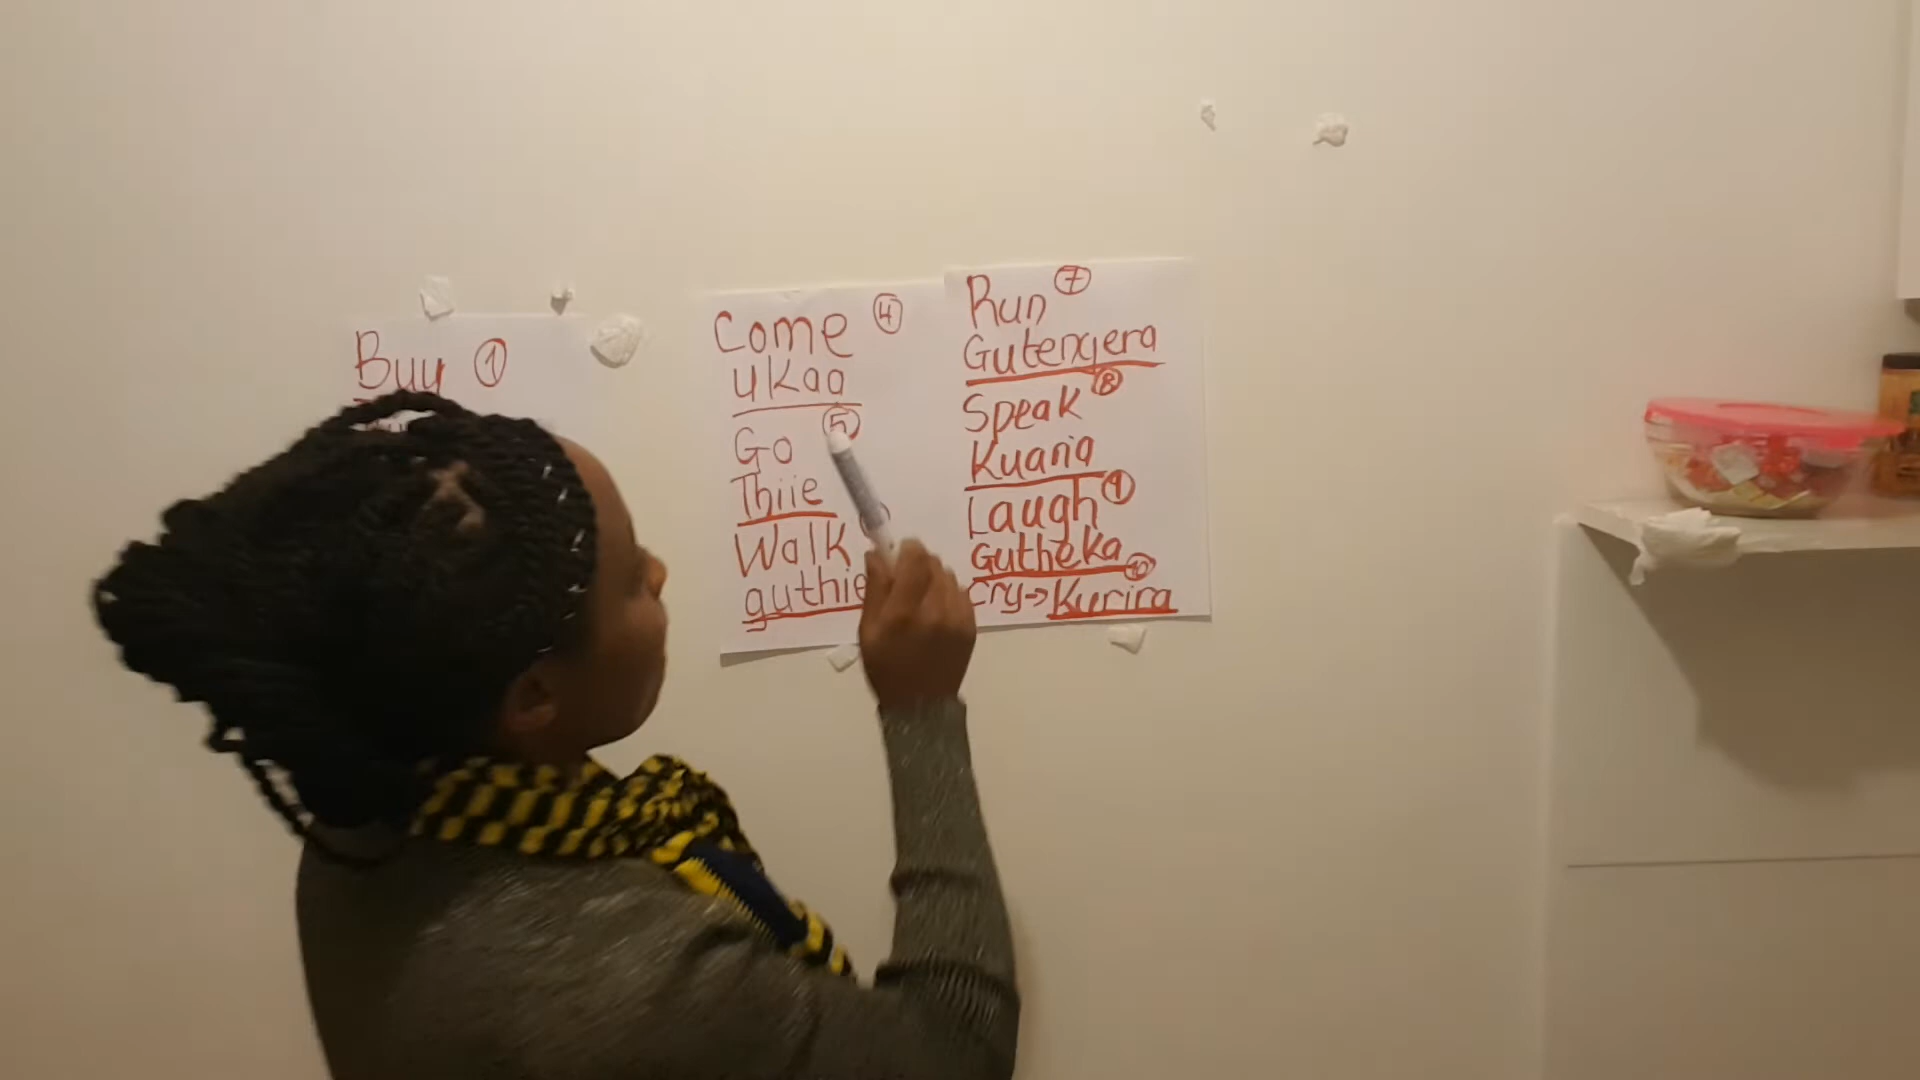 Buy ①
Come ④
uKaa
Go ⑤
Thiie
Walk
guthie
Run ⑦
Gutengera
Speak ⑧
Kuaria
Laugh ⑨
Gutheka
Cry→Kurira ⑩